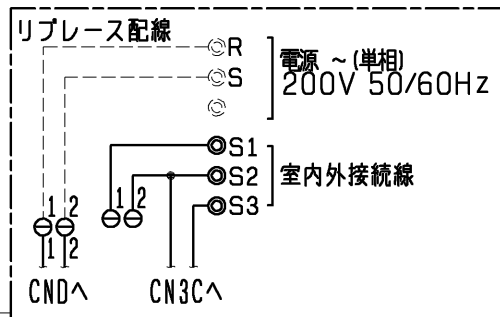 リプレース配線
R
S
電源 ~(単相)
200V 50/60Hz
S1
S2
S3
室内外接続線
1 2
1 2
1 2
CNDへ
CN3Cへ